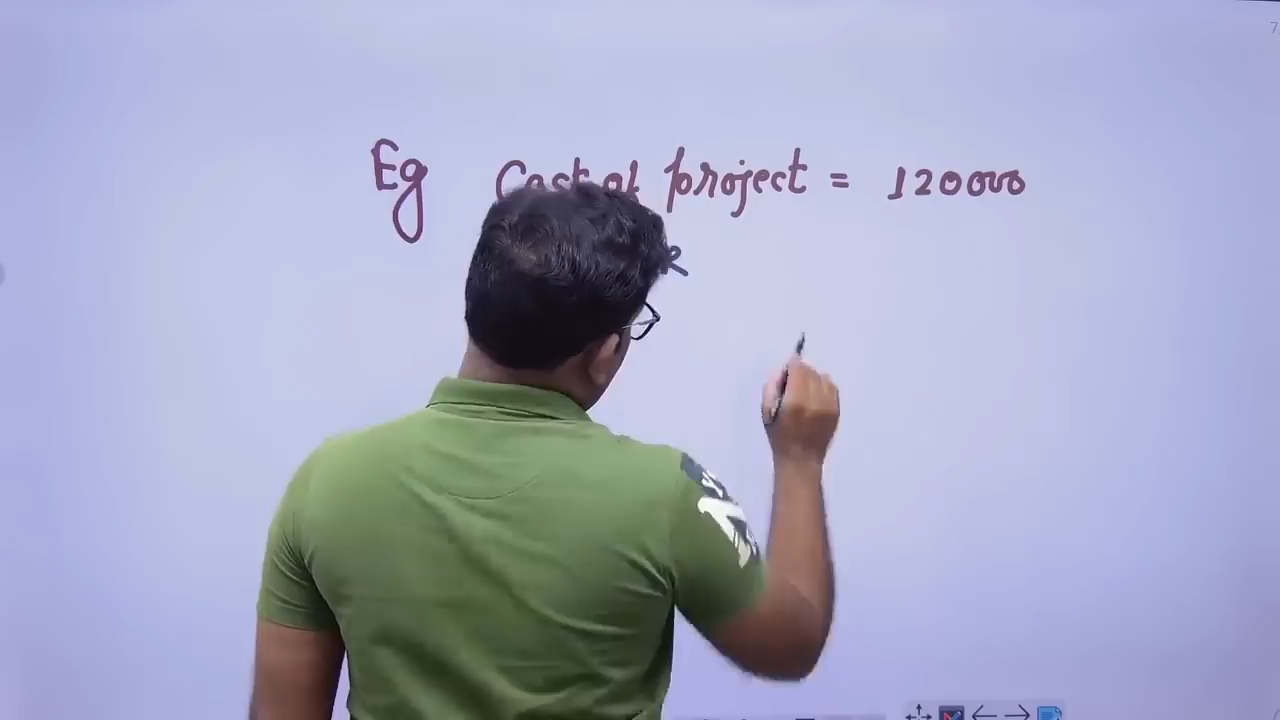 Eg Cost of project = 120000